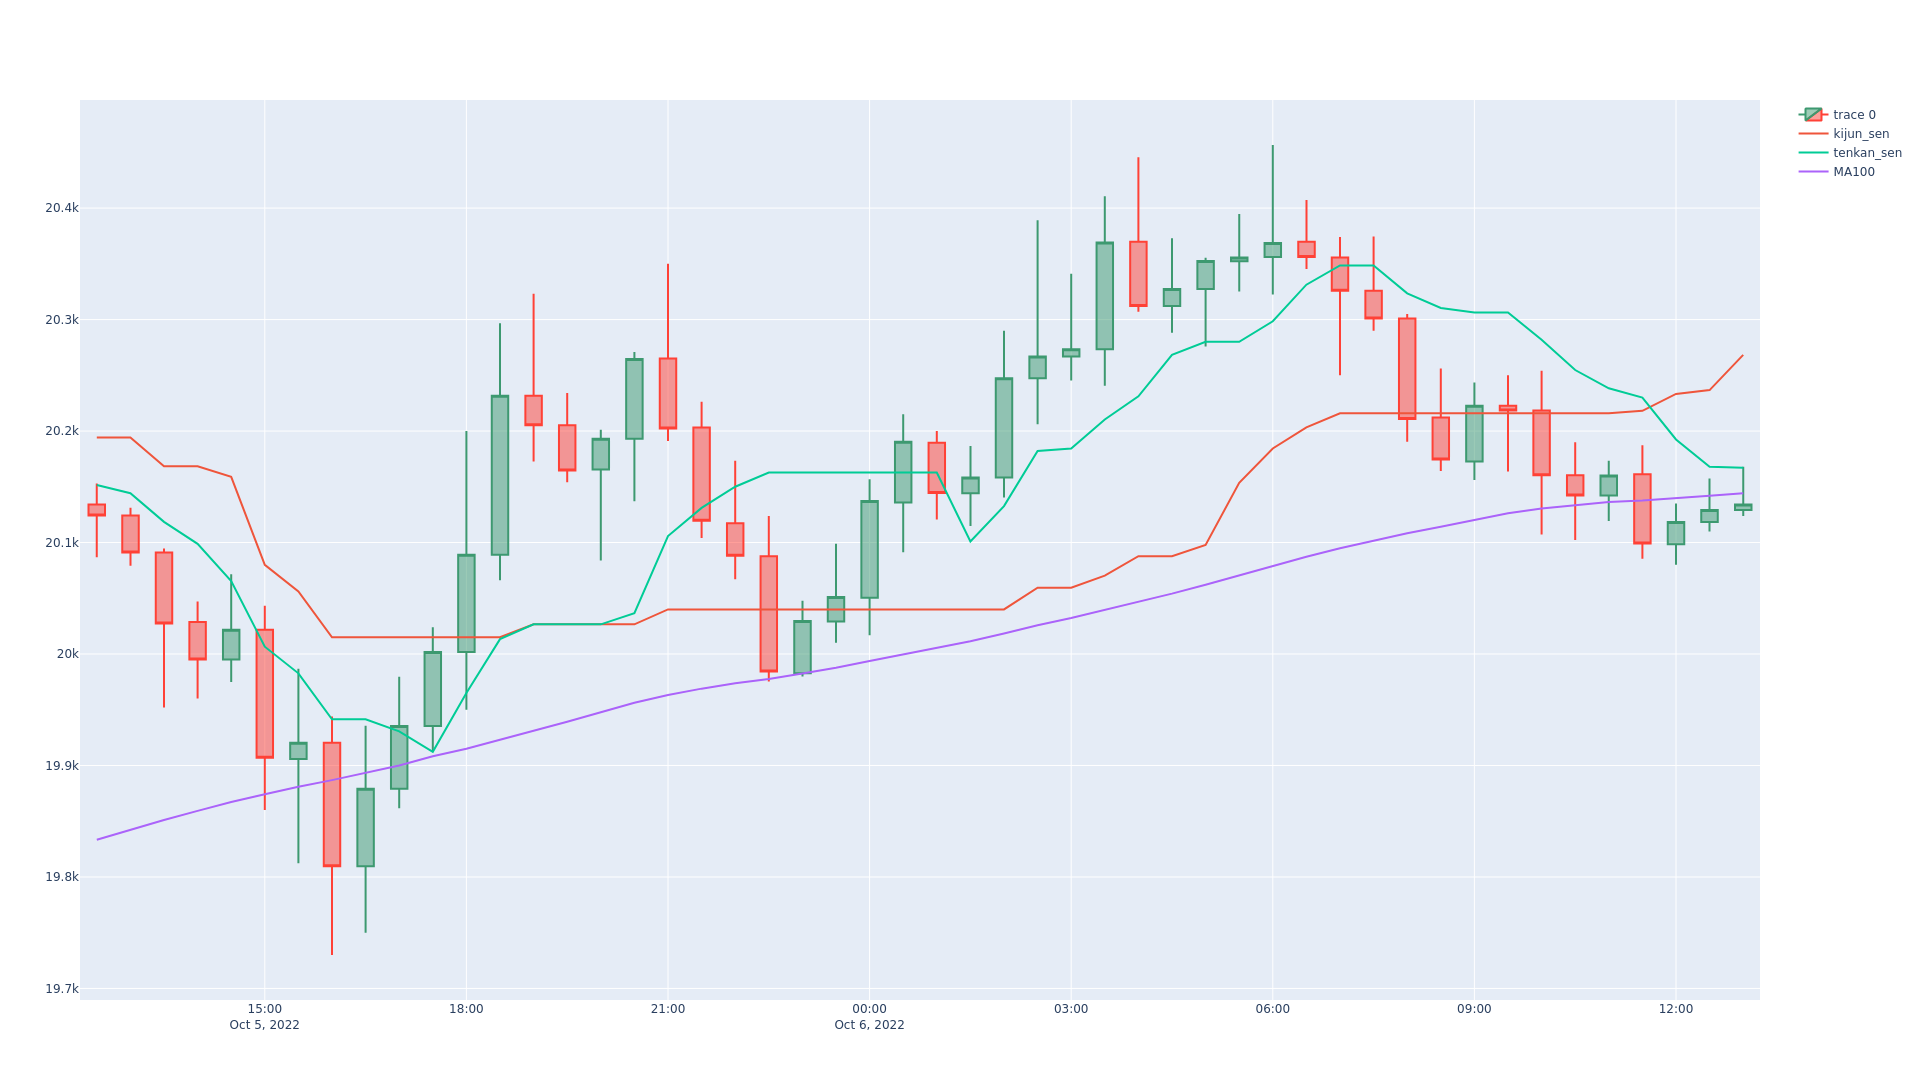 trace 0
kijun_sen
tenkan_sen
MA100
20.4k
20.3k
20.2k
20.1k
20k
19.9k
19.8k
19.7k
15:00 18:00 21:00 00:00 03:00 06:00 09:00 12:00
Oct 5, 2022 Oct 6, 2022